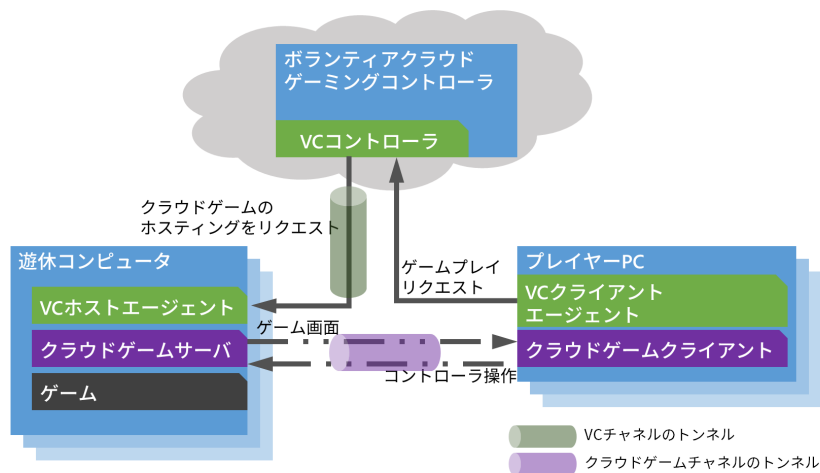 ボランティアクラウド
ゲーミングコントローラ
VCコントローラ
クラウドゲームの
ホスティングをリクエスト
遊休コンピュータ
VCホストエージェント
クラウドゲームサーバ
ゲーム
ゲームプレイ
リクエスト
プレイヤーPC
VCクライアント
エージェント
クラウドゲームクライアント
ゲーム画面
コントローラ操作
VCチャネルのトンネル
クラウドゲームチャネルのトンネル